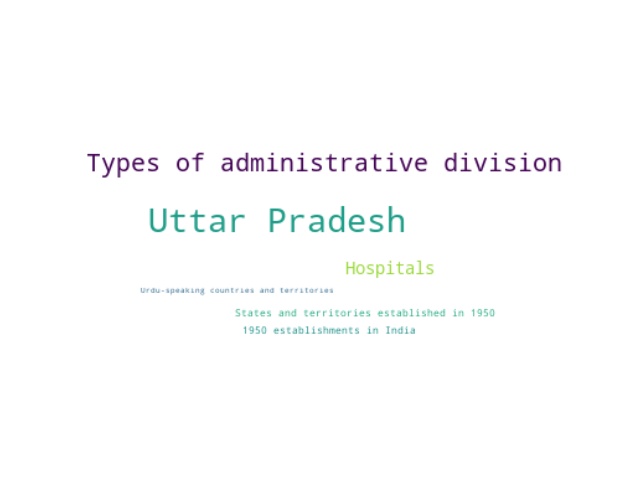 Types of administrative division
Uttar Pradesh
Hospitals
Urdu-speaking countries and territories
States and territories established in 1950
1950 establishments in India